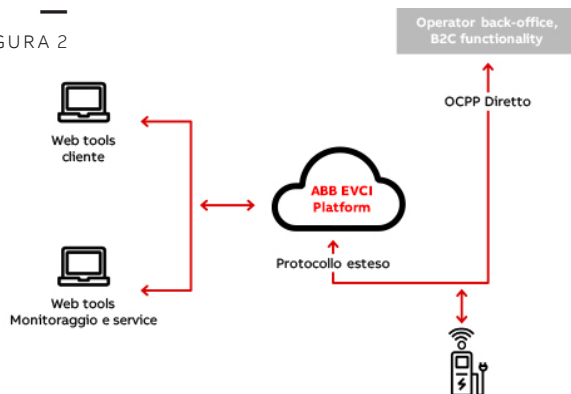 GURA 2
Operator back-office,
B2C functionality
OCPP Diretto
Web tools
cliente
ABB EVCI
Platform
Protocollo esteso
Web tools
Monitoraggio e service